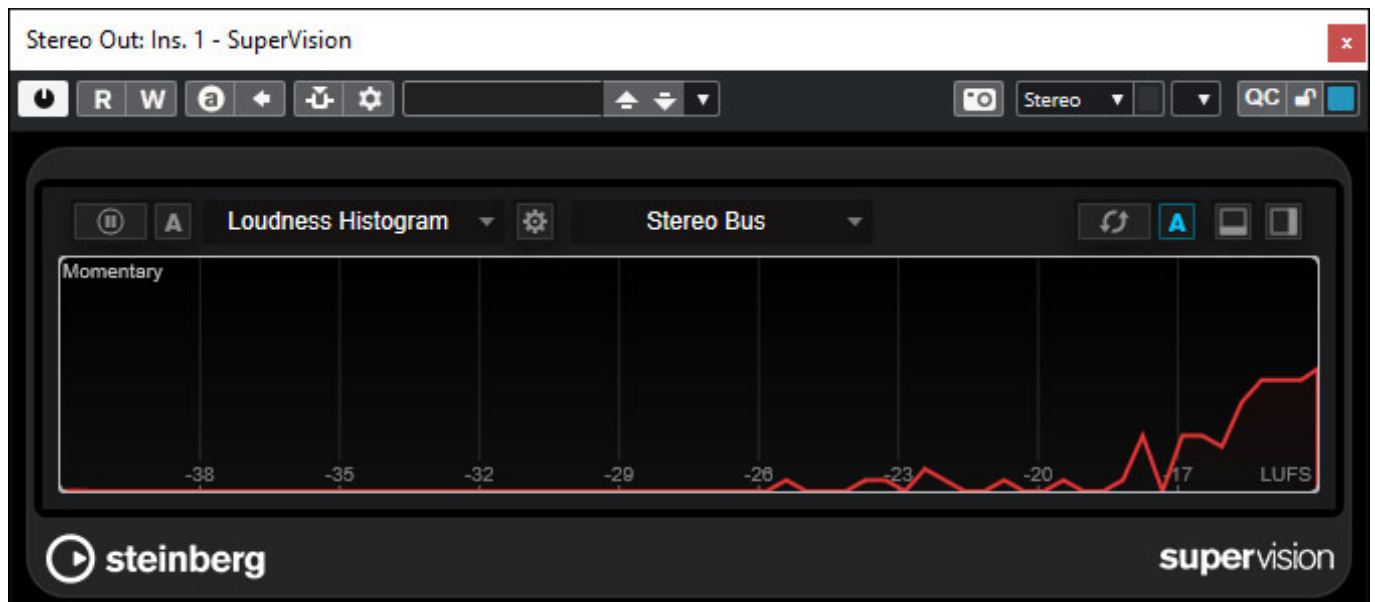 Stereo Out: Ins. 1 - SuperVision
x
R W a Stereo QC
A Loudness Histogram Stereo Bus A
Momentary
-38 -35 -32 -29 -26 -23 -20 -17 LUFS
steinberg supervision